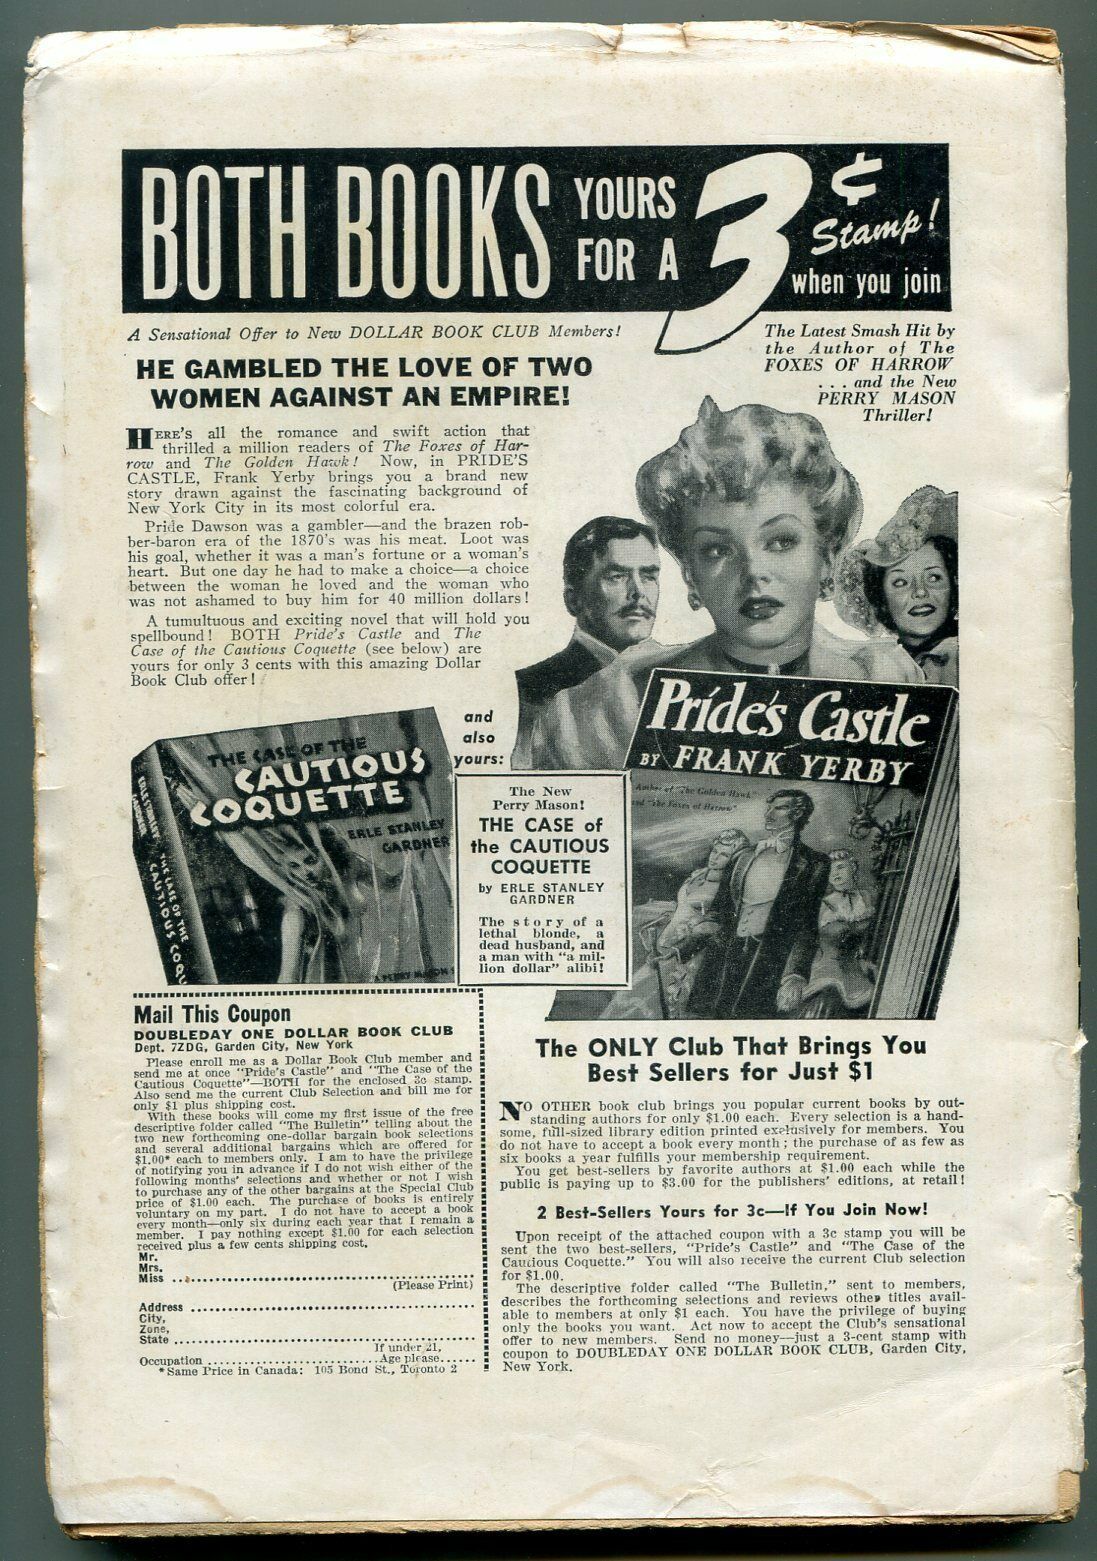 BOTH BOOKS YOURS FOR A 3¢ Stamp! when you join
A Sensational Offer to New DOLLAR BOOK CLUB Members!
HE GAMBLED THE LOVE OF TWO
WOMEN AGAINST AN EMPIRE!
The Latest Smash Hit by
the Author of The
FOXES OF HARROW
. . . and the New
PERRY MASON
Thriller!
HERE'S all the romance and swift action that
thrilled a million readers of The Foxes of Har-
row and The Golden Hawk! Now, in PRIDE'S
CASTLE, Frank Yerby brings you a brand new
story drawn against the fascinating background of
New York City in its most colorful era.
Pride Dawson was a gambler—and the brazen rob-
ber-baron era of the 1870's was his meat. Loot was
his goal, whether it was a man's fortune or a woman's
heart. But one day he had to make a choice—a choice
between the woman he loved and the woman who
was not ashamed to buy him for 40 million dollars!
A tumultuous and exciting novel that will hold you
spellbound! BOTH Pride's Castle and The
Case of the Cautious Coquette (see below) are
yours for only 3 cents with this amazing Dollar
Book Club offer!
and
also
yours:
THE CASE OF THE
CAUTIOUS
COQUETTE
ERLE STANLEY
GARDNER
ERLE STANLEY
GARDNER
THE CASE OF THE
CAUTIOUS COQU
A PERRY MASON
The New
Perry Mason!
THE CASE of
the CAUTIOUS
COQUETTE
by ERLE STANLEY
GARDNER
The story of a
lethal blonde, a
dead husband, and
a man with "a mil-
lion dollar" alibi!
Pride's Castle
BY FRANK YERBY
Author of "The Golden Hawk"
and "The Foxes of Harrow"
Mail This Coupon
DOUBLEDAY ONE DOLLAR BOOK CLUB
Dept. 7ZDG, Garden City, New York
Please enroll me as a Dollar Book Club member and
send me at once "Pride's Castle" and "The Case of the
Cautious Coquette"—BOTH for the enclosed 3c stamp.
Also send me the current Club Selection and bill me for
only $1 plus shipping cost.
With these books will come my first issue of the free
descriptive folder called "The Bulletin" telling about the
two new forthcoming one-dollar bargain book selections
and several additional bargains which are offered for
$1.00* each to members only. I am to have the privilege
of notifying you in advance if I do not wish either of the
following months' selections and whether or not I wish
to purchase any of the other bargains at the Special Club
price of $1.00 each. The purchase of books is entirely
voluntary on my part. I do not have to accept a book
every month—only six during each year that I remain a
member. I pay nothing except $1.00 for each selection
received plus a few cents shipping cost.
Mr.
Mrs.
Miss
(Please Print)
Address
City,
Zone,
State
If under 21,
Occupation Age please
*Same Price in Canada: 105 Bond St., Toronto 2
The ONLY Club That Brings You
Best Sellers for Just $1
NO OTHER book club brings you popular current books by out-
standing authors for only $1.00 each. Every selection is a hand-
some, full-sized library edition printed exclusively for members. You
do not have to accept a book every month; the purchase of as few as
six books a year fulfills your membership requirement.
You get best-sellers by favorite authors at $1.00 each while the
public is paying up to $3.00 for the publishers' editions, at retail!
2 Best-Sellers Yours for 3c—If You Join Now!
Upon receipt of the attached coupon with a 3c stamp you will be
sent the two best-sellers, "Pride's Castle" and "The Case of the
Cautious Coquette." You will also receive the current Club selection
for $1.00.
The descriptive folder called "The Bulletin," sent to members,
describes the forthcoming selections and reviews other titles avail-
able to members at only $1 each. You have the privilege of buying
only the books you want. Act now to accept the Club's sensational
offer to new members. Send no money—just a 3-cent stamp with
coupon to DOUBLEDAY ONE DOLLAR BOOK CLUB, Garden City,
New York.